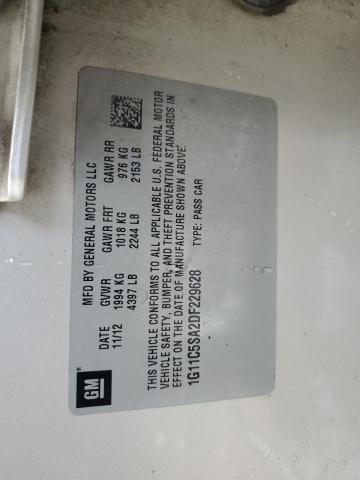 MFD BY GENERAL MOTORS LLC
DATE GVWR GAWR FRT GAWR RR
11/12 1994 KG 1018 KG 976 KG
4397 LB 2244 LB 2153 LB
THIS VEHICLE CONFORMS TO ALL APPLICABLE U.S. FEDERAL MOTOR
VEHICLE SAFETY, BUMPER, AND THEFT PREVENTION STANDARDS IN
EFFECT ON THE DATE OF MANUFACTURE SHOWN ABOVE.
1G11C5SA2DF229628 TYPE: PASS CAR
GM®